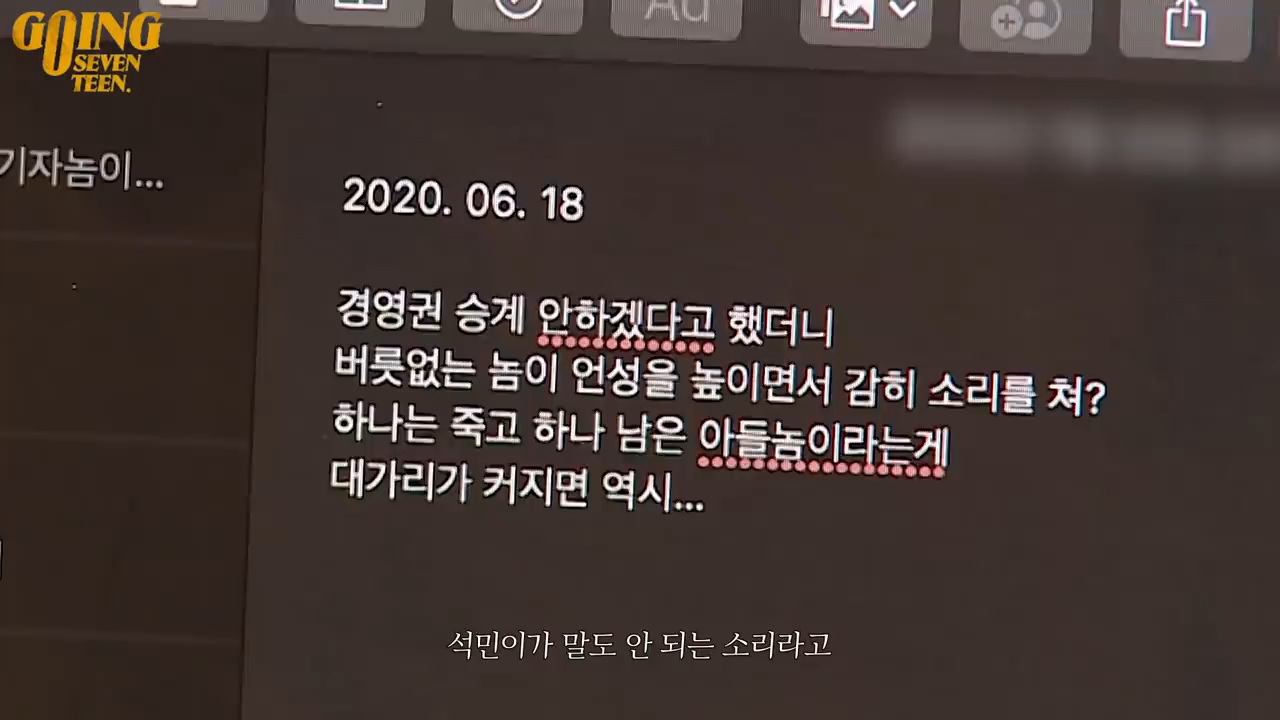 GOING
SEVEN
TEEN.
Ad
기자놈이...
2020. 06. 18
경영권 승계 안하겠다고 했더니
버릇없는 놈이 언성을 높이면서 감히 소리를 쳐?
하나는 죽고 하나 남은 아들놈이라는게
대가리가 커지면 역시...
석민이가 말도 안 되는 소리라고